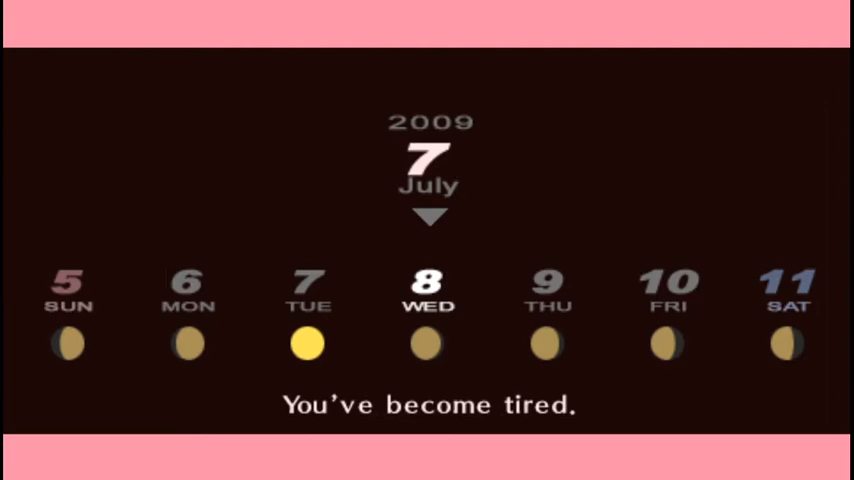 2009
7
July
5 6 7 8 9 10 11
SUN MON TUE WED THU FRI SAT
You've become tired.